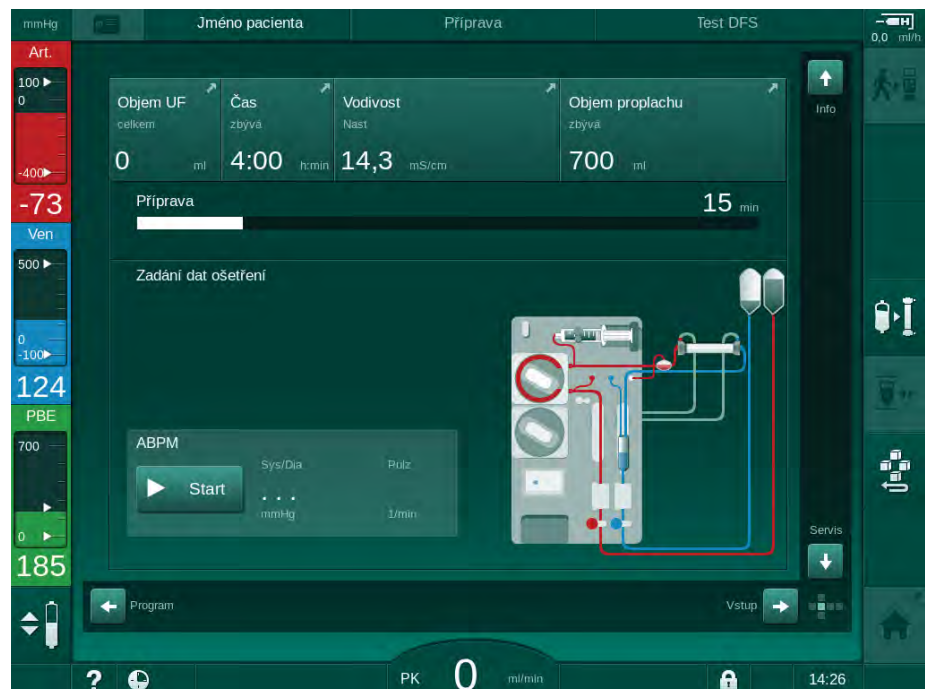 mmHg
Jméno pacienta
Příprava
Test DFS
0,0 ml/h
Art.
100
0
-400
-73
Ven
500
0
-100
124
PBE
700
0
185
Objem UF
celkem
0 ml
Čas
zbývá
4:00 h:min
Vodivost
Nast
14,3 mS/cm
Objem proplachu
zbývá
700 ml
Info
Příprava
15 min
Zadání dat ošetření
ABPM
Start
Sys/Dia
. . .
mmHg
Pulz
1/min
Servis
Program
Vstup
?
PK 0 ml/min
14:26